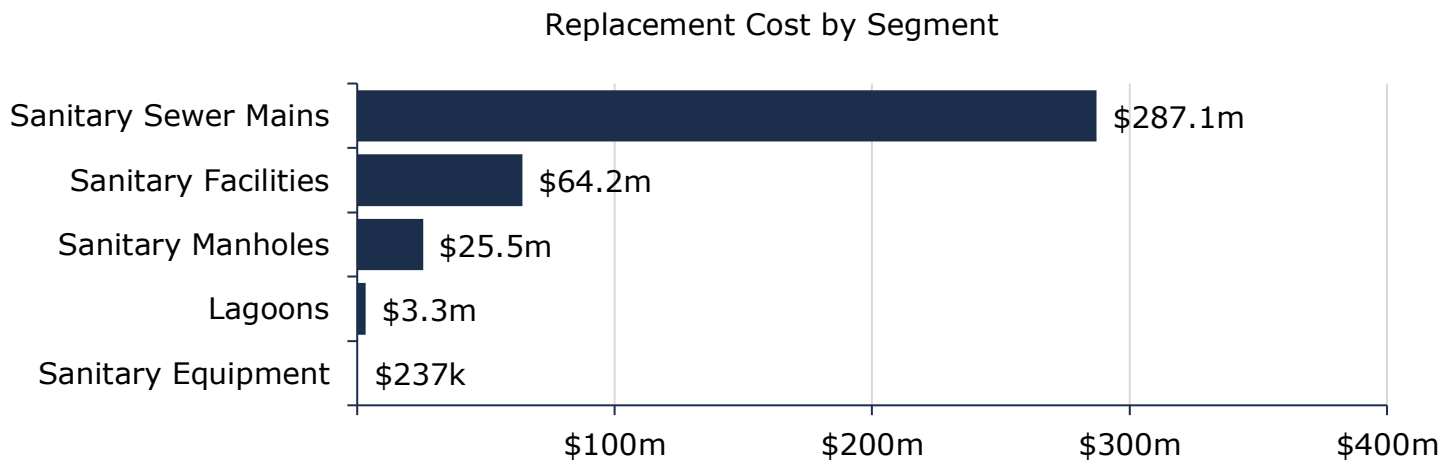 Replacement Cost by Segment
Sanitary Sewer Mains $287.1m
Sanitary Facilities $64.2m
Sanitary Manholes $25.5m
Lagoons $3.3m
Sanitary Equipment $237k
$100m $200m $300m $400m